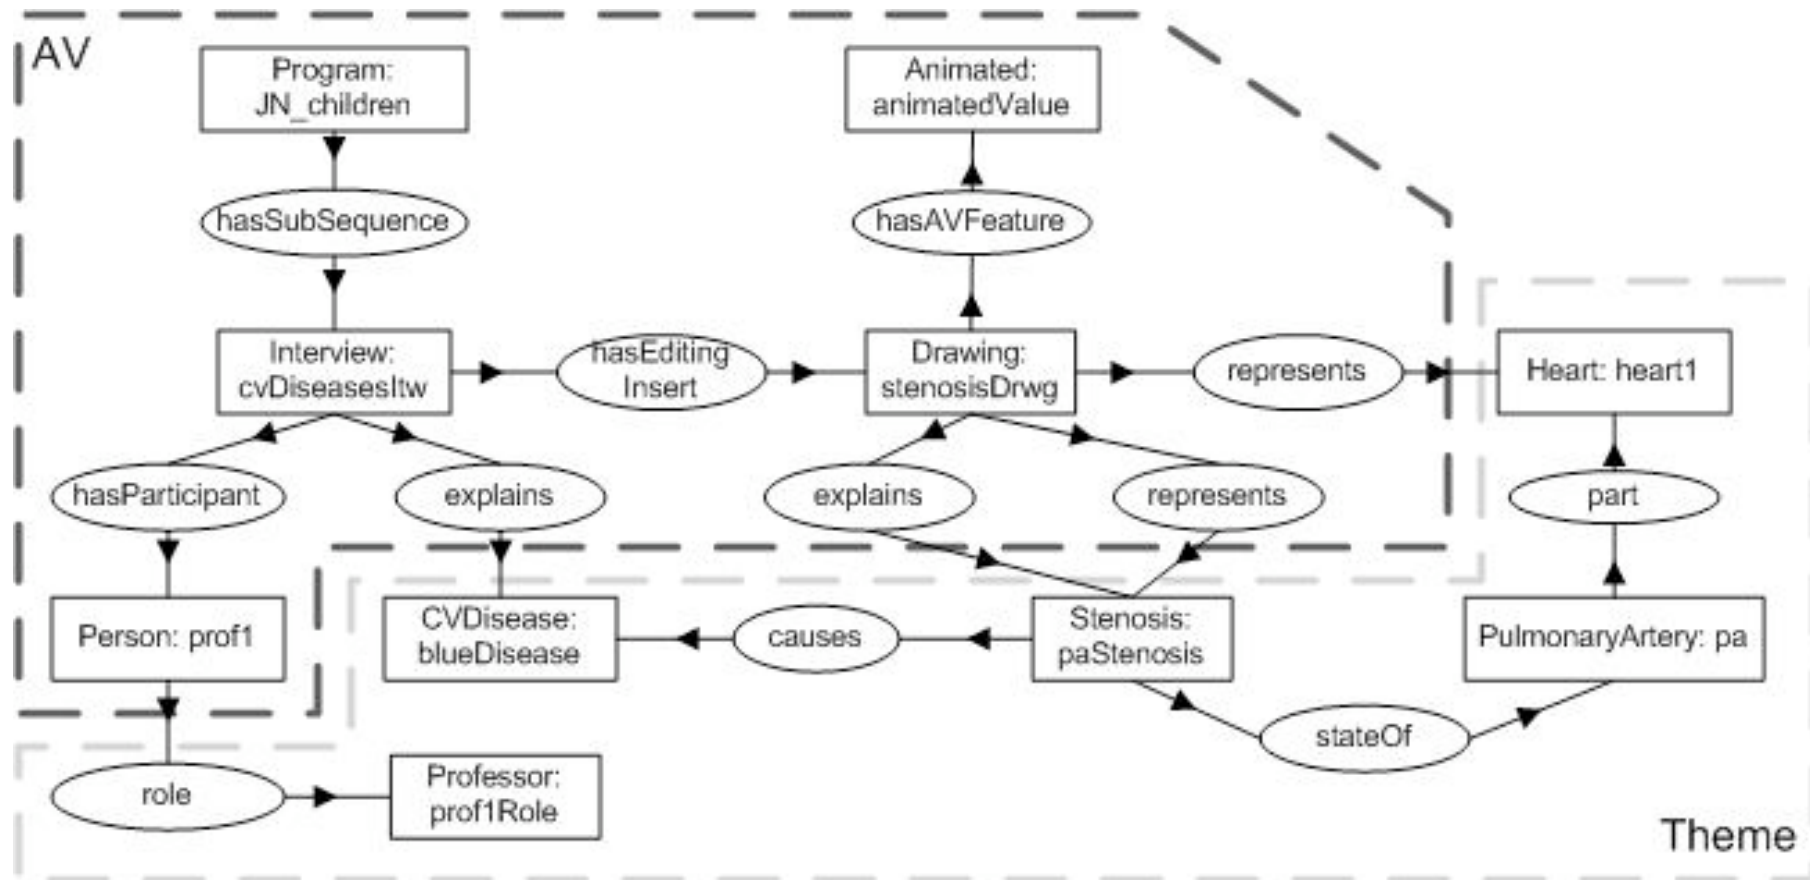 AV
Program:
JN_children
Animated:
animatedValue
hasSubSequence
hasAVFeature
Interview:
cvDiseasesItw
hasEditing
Insert
Drawing:
stenosisDrwg
represents
Heart: heart1
hasParticipant
explains
explains
represents
part
Person: prof1
CVDisease:
blueDisease
causes
Stenosis:
paStenosis
PulmonaryArtery: pa
stateOf
role
Professor:
prof1Role
Theme